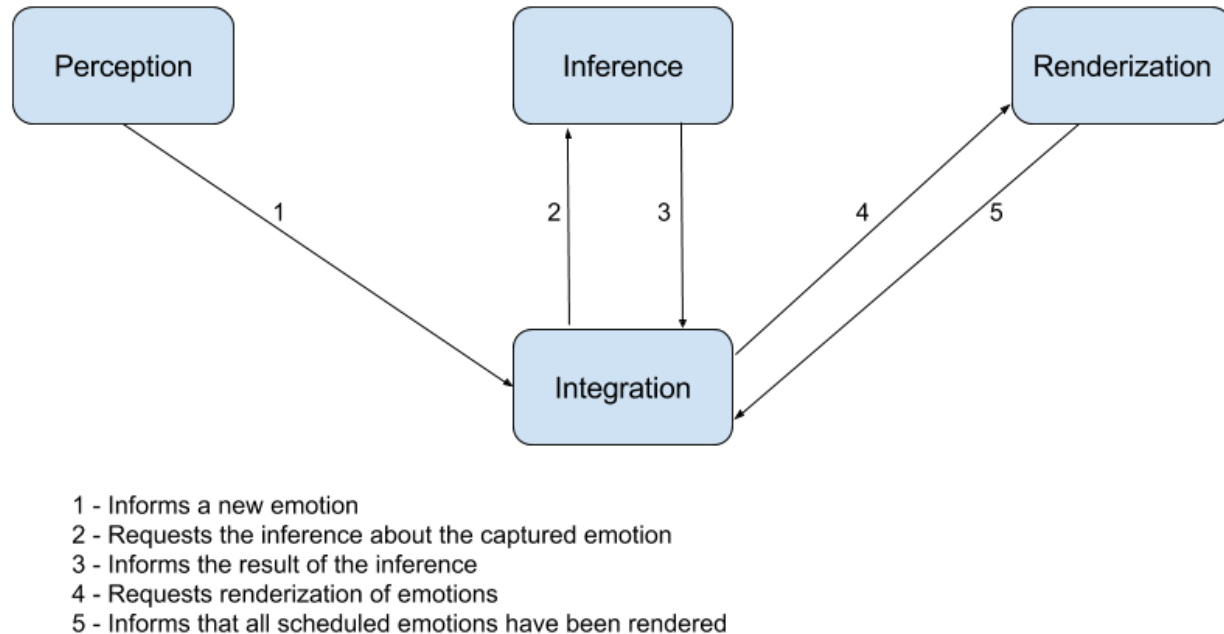 Perception
Inference
Renderization
1
2
3
4
5
Integration
1 - Informs a new emotion
2 - Requests the inference about the captured emotion
3 - Informs the result of the inference
4 - Requests renderization of emotions
5 - Informs that all scheduled emotions have been rendered